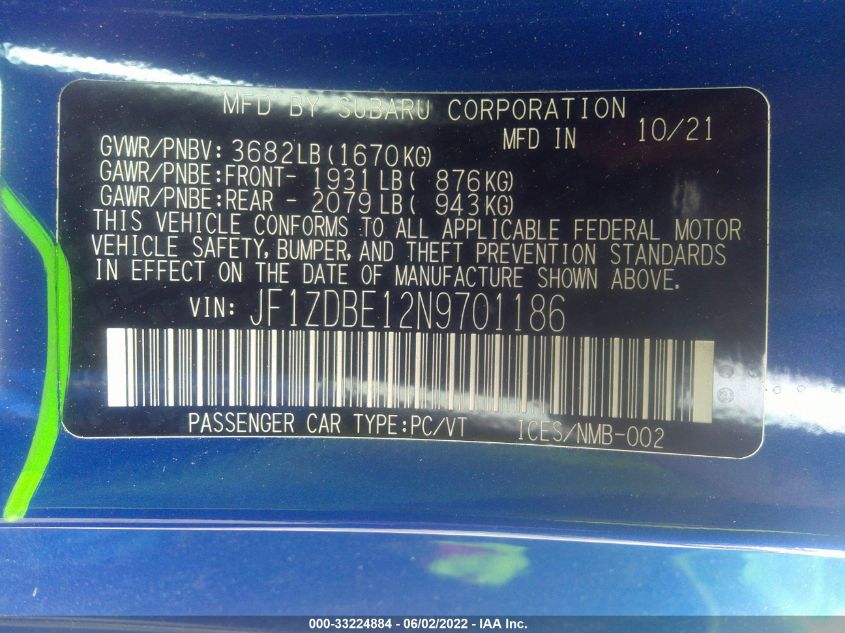 MFD BY SUBARU CORPORATION
MFD IN 10/21
GVWR/PNBV: 3682LB(1670KG)
GAWR/PNBE:FRONT- 1931LB( 876KG)
GAWR/PNBE:REAR - 2079LB( 943KG)
THIS VEHICLE CONFORMS TO ALL APPLICABLE FEDERAL MOTOR
VEHICLE SAFETY, BUMPER, AND THEFT PREVENTION STANDARDS
IN EFFECT ON THE DATE OF MANUFACTURE SHOWN ABOVE.
VIN: JF1ZDBE12N9701186
PASSENGER CAR TYPE:PC/VT ICES/NMB-002
000-33224884 - 06/02/2022 - IAA Inc.